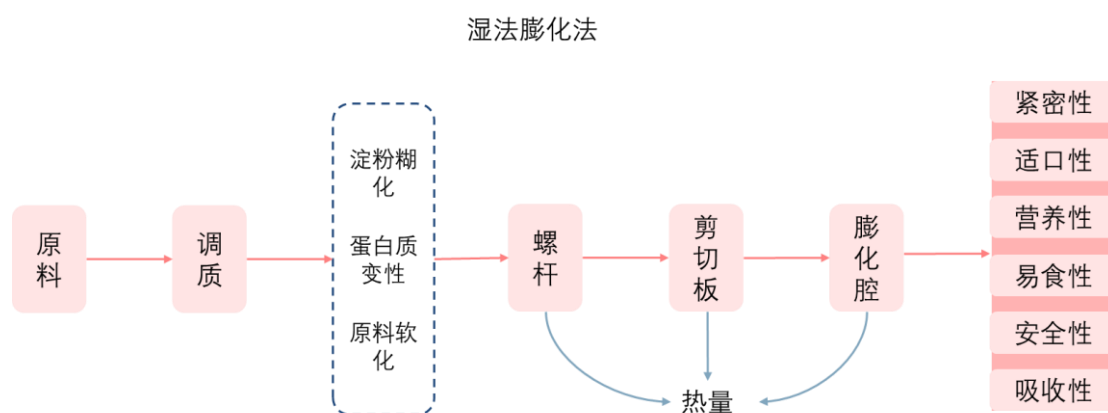 湿法膨化法
原料
调质
淀粉糊
化
蛋白质
变性
原料软
化
螺杆
剪切板
膨化腔
热量
紧密性
适口性
营养性
易食性
安全性
吸收性